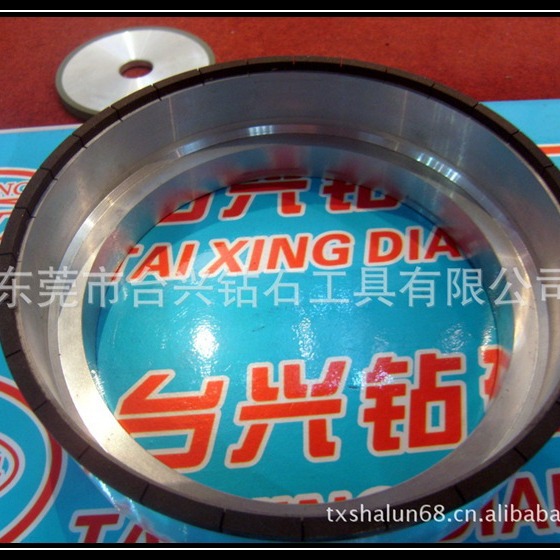 台兴钻
TAI XING DIA
东莞市台兴钻石工具有限公司
台兴钻
txshalun68.cn.alibaba